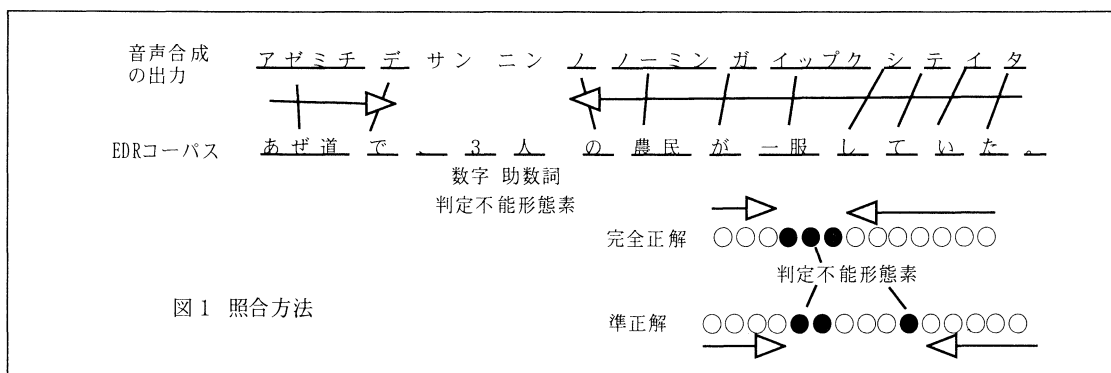 音声合成
の出力
アゼミチ デ サン ニン ノ ノーミン ガ イップク シ テ イ タ
EDRコーパス
あぜ道 で 、 3 人 の 農民 が 一服 し て い た 。
数字 助数詞
判定不能形態素
完全正解
判定不能形態素
準正解
図1 照合方法